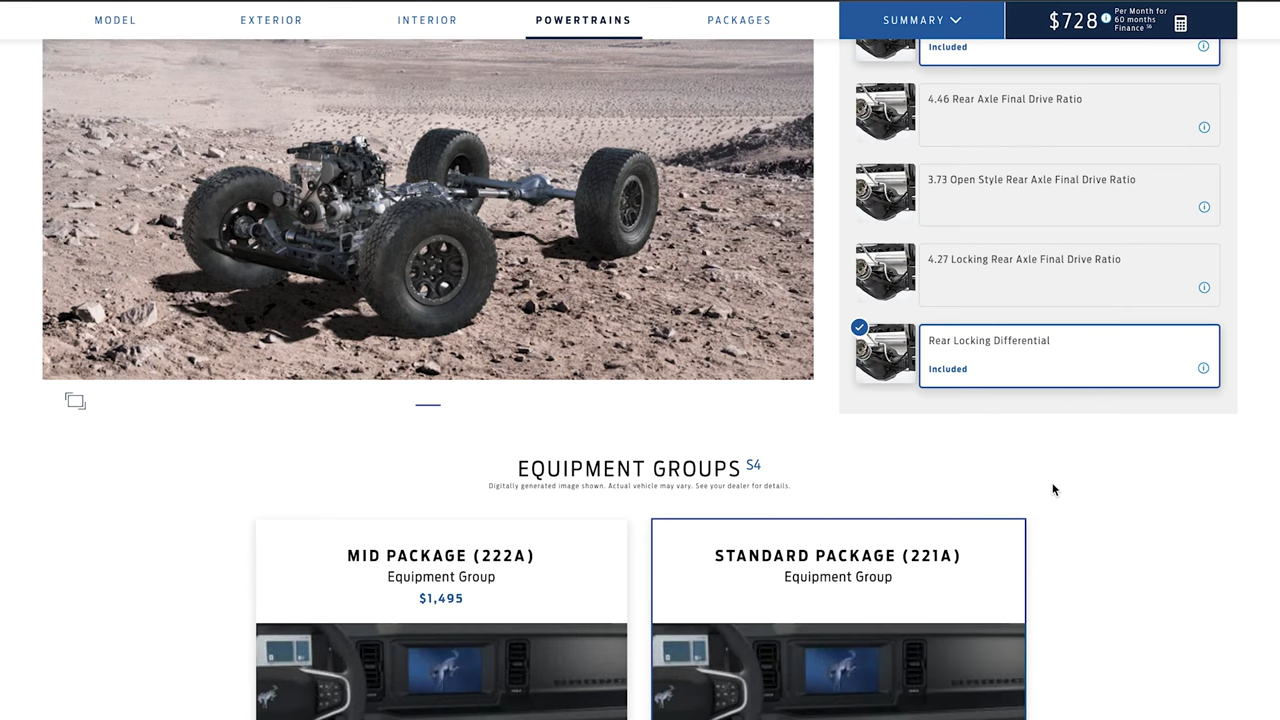 MODEL
EXTERIOR
INTERIOR
POWERTRAINS
PACKAGES
SUMMARY
$728
Per Month for
60 months
Finance
Included
4.46 Rear Axle Final Drive Ratio
3.73 Open Style Rear Axle Final Drive Ratio
4.27 Locking Rear Axle Final Drive Ratio
Rear Locking Differential
Included
EQUIPMENT GROUPS S4
Digitally generated image shown. Actual vehicle may vary. See your dealer for details.
MID PACKAGE (222A)
Equipment Group
$1,495
STANDARD PACKAGE (221A)
Equipment Group